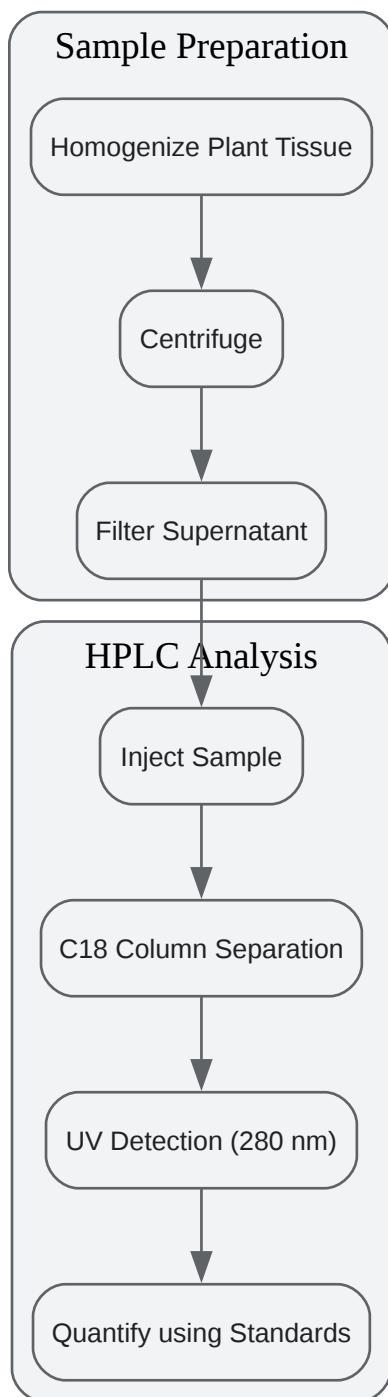 Sample Preparation
Homogenize Plant Tissue
Centrifuge
Filter Supernatant
HPLC Analysis
Inject Sample
C18 Column Separation
UV Detection (280 nm)
Quantify using Standards